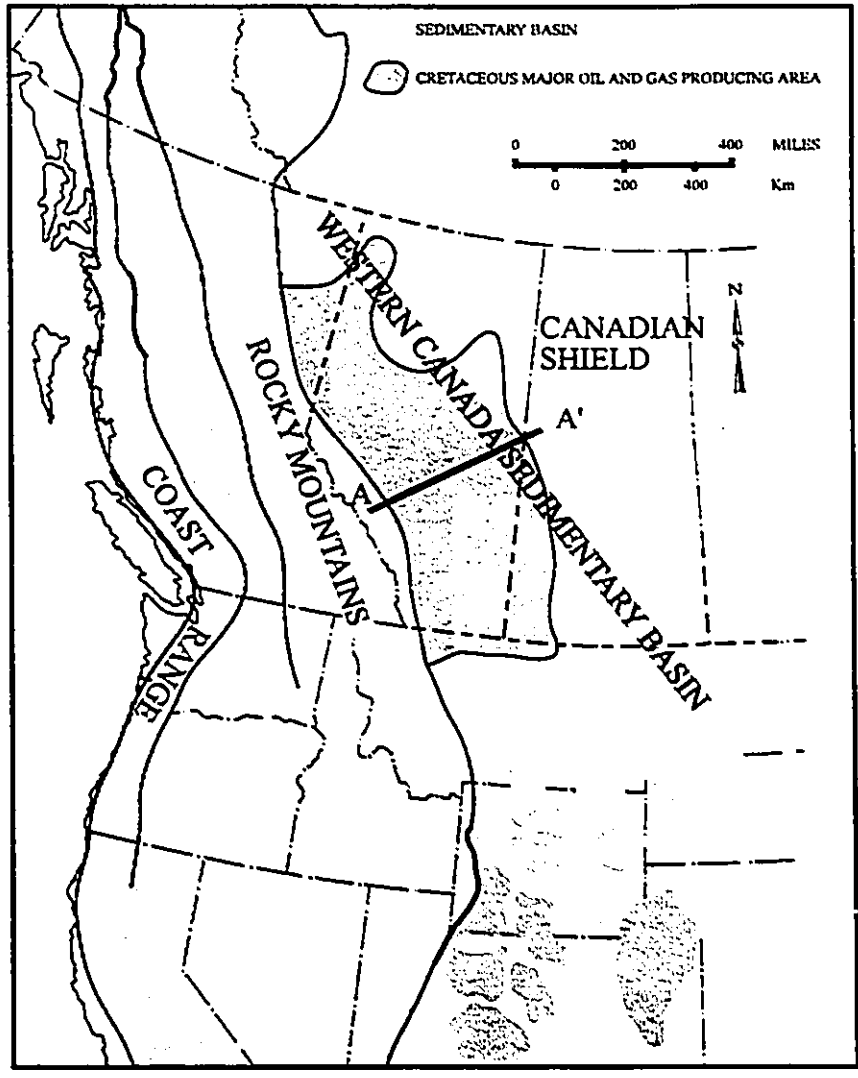 SEDIMENTARY BASIN
CRETACEOUS MAJOR OIL AND GAS PRODUCING AREA
0 200 400 MILES
0 200 400 Km
N
WESTERN CANADA SEDIMENTARY BASIN
CANADIAN
SHIELD
ROCKY MOUNTAINS
A'
A
COAST
RANGE